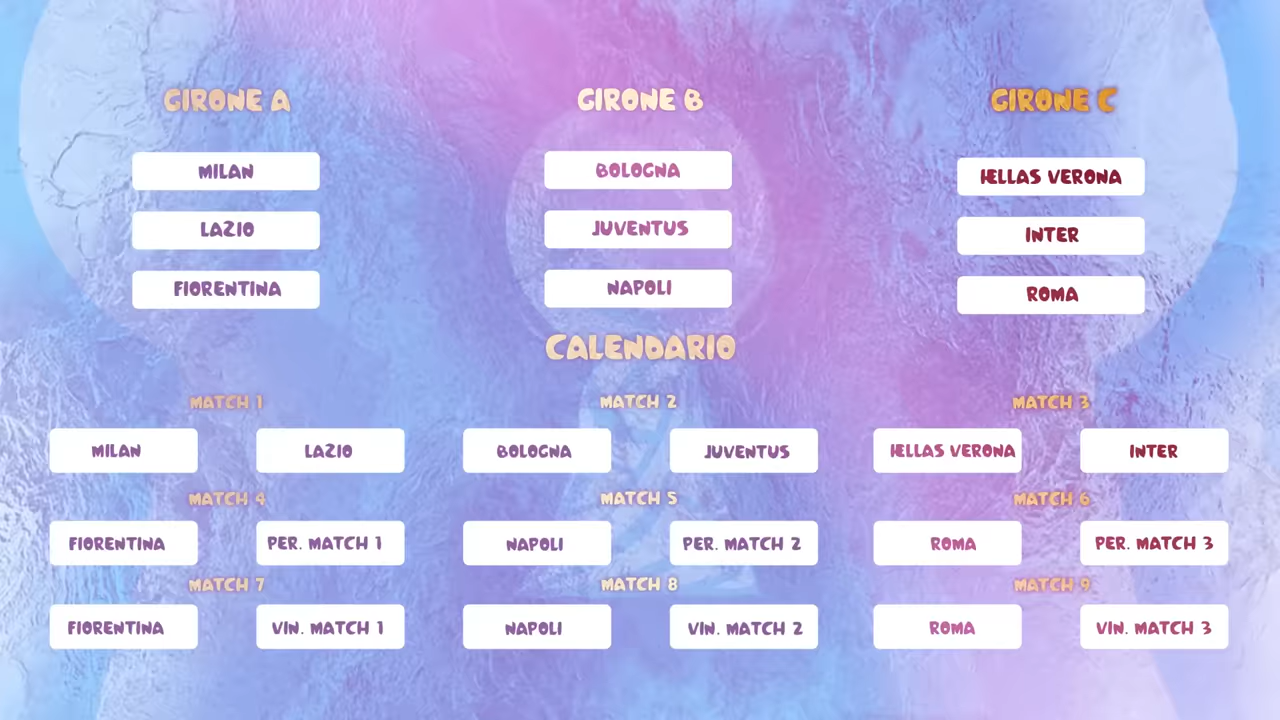 GIRONE A
MILAN
LAZIO
FIORENTINA
GIRONE B
BOLOGNA
JUVENTUS
NAPOLI
GIRONE C
HELLAS VERONA
INTER
ROMA
CALENDARIO
MATCH 1
MILAN LAZIO
MATCH 2
BOLOGNA JUVENTUS
MATCH 3
HELLAS VERONA INTER
MATCH 4
FIORENTINA PER. MATCH 1
MATCH 5
NAPOLI PER. MATCH 2
MATCH 6
ROMA PER. MATCH 3
MATCH 7
FIORENTINA VIN. MATCH 1
MATCH 8
NAPOLI VIN. MATCH 2
MATCH 9
ROMA VIN. MATCH 3